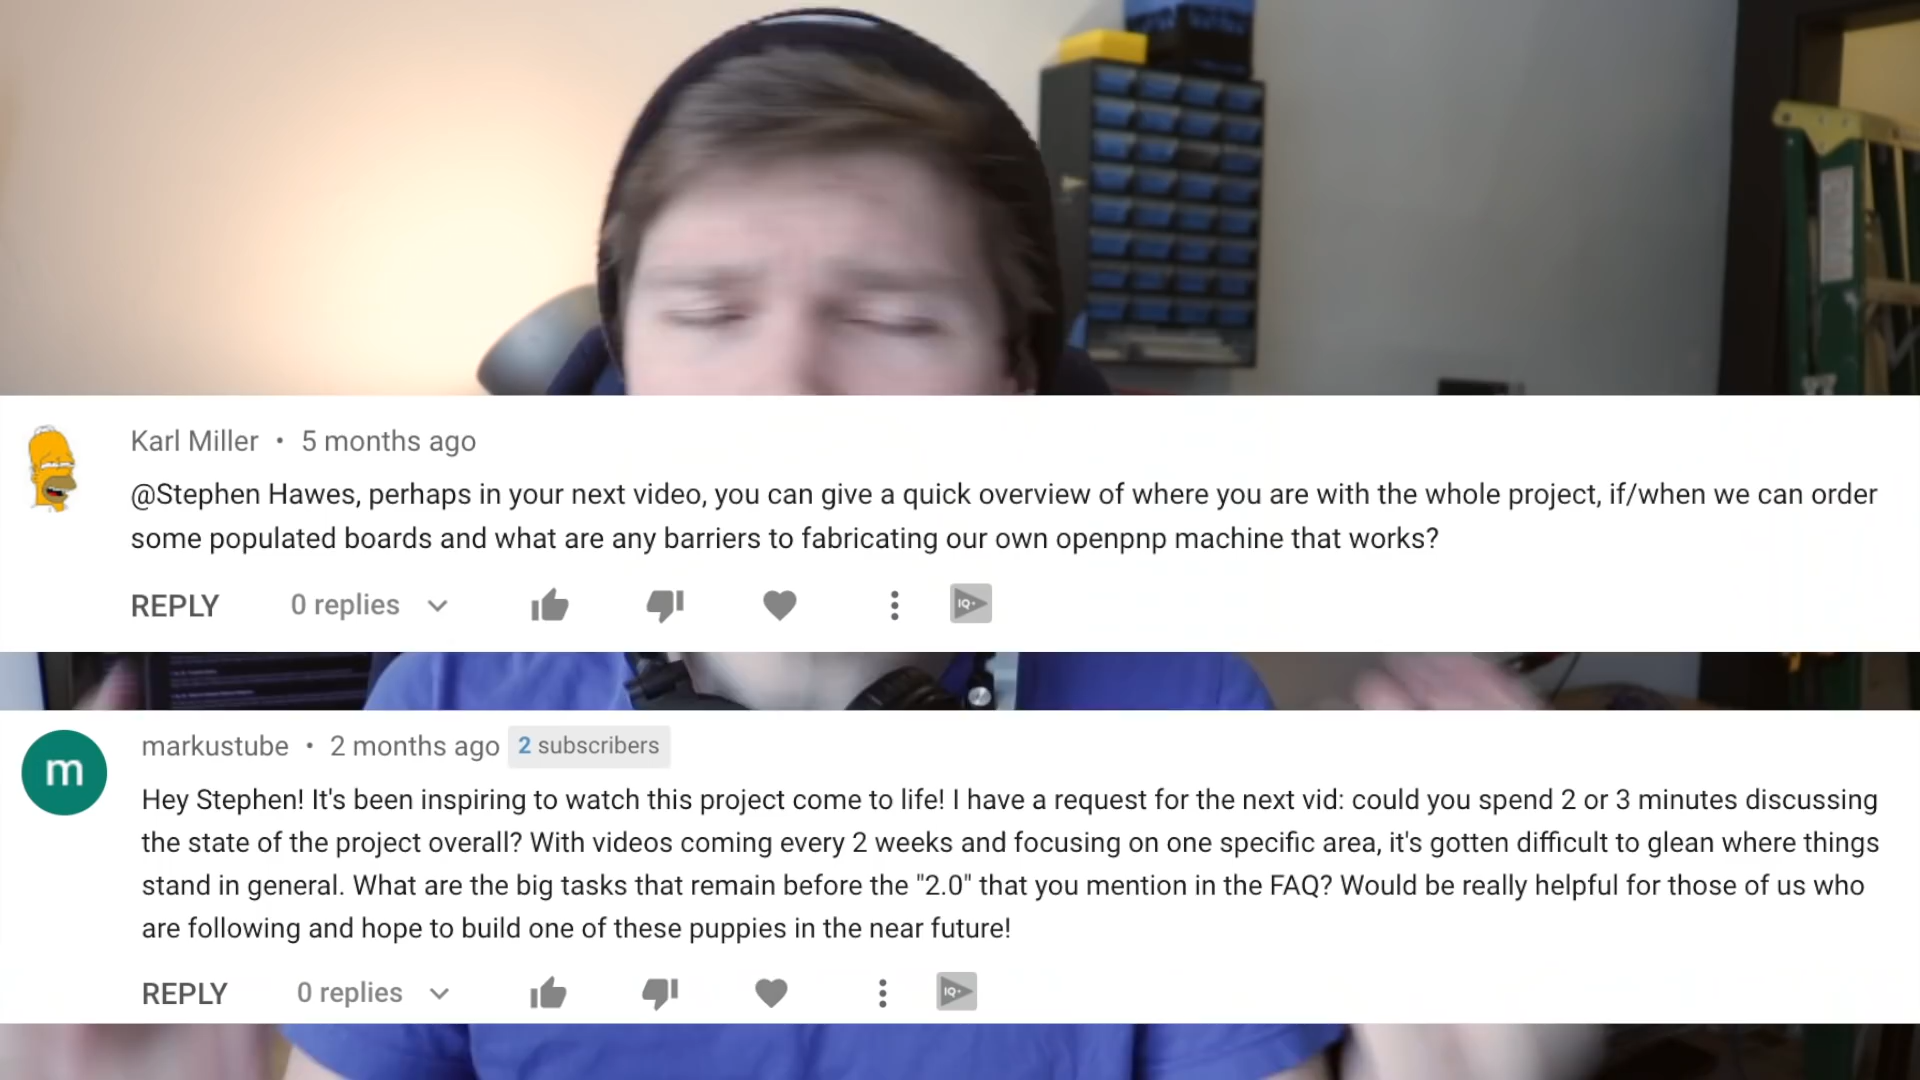 Karl Miller • 5 months ago
@Stephen Hawes, perhaps in your next video, you can give a quick overview of where you are with the whole project, if/when we can order
some populated boards and what are any barriers to fabricating our own openpnp machine that works?
REPLY 0 replies
IQ+
m
markustube • 2 months ago 2 subscribers
Hey Stephen! It's been inspiring to watch this project come to life! I have a request for the next vid: could you spend 2 or 3 minutes discussing
the state of the project overall? With videos coming every 2 weeks and focusing on one specific area, it's gotten difficult to glean where things
stand in general. What are the big tasks that remain before the "2.0" that you mention in the FAQ? Would be really helpful for those of us who
are following and hope to build one of these puppies in the near future!
REPLY 0 replies
IQ+